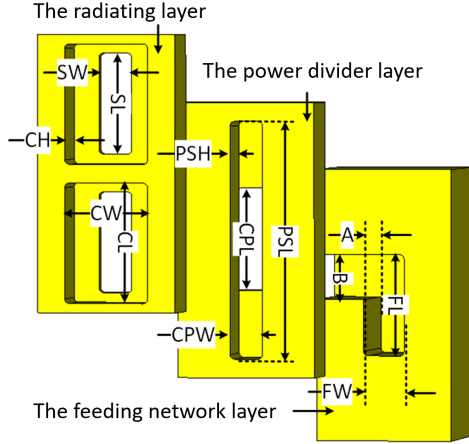 The radiating layer
SW
SL
The power divider layer
CH
PSH
CW
CL
CPL
PSL
A
B
FL
CPW
FW
The feeding network layer